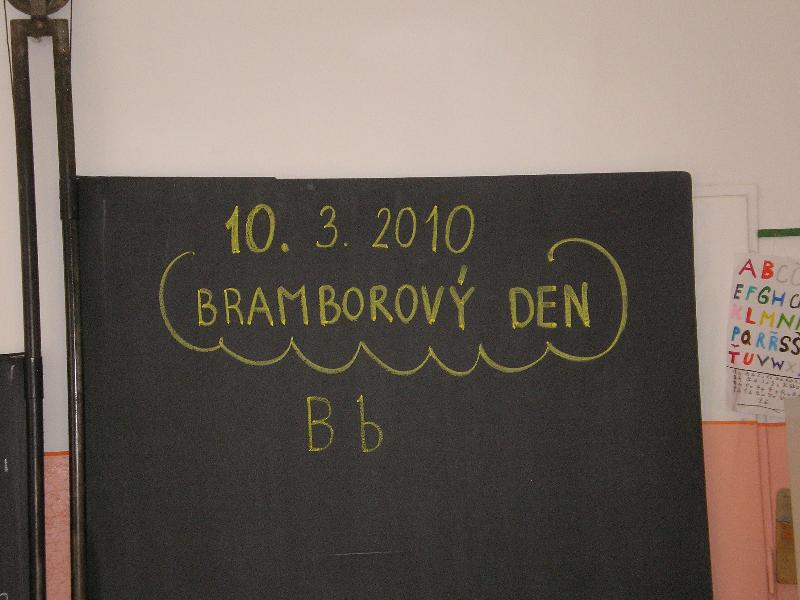 10. 3. 2010
BRAMBOROVÝ DEN
B b
A B C
E F G H
K L M N
P Q R Ř S Š
Ť U V W X